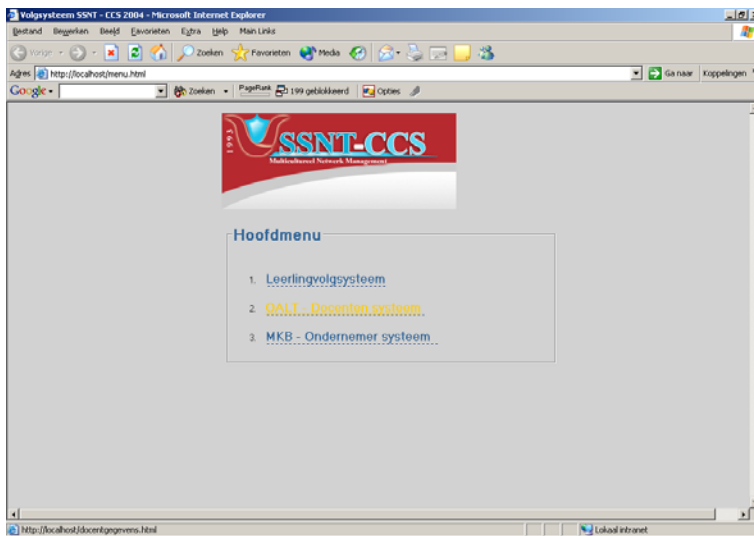 Volgsysteem SSNT - CCS 2004 - Microsoft Internet Explorer
Bestand Bewerken Beeld Favorieten Extra Help Main Links
Vorige Zoeken Favorieten Media
Adres http://localhost/menu.html Ga naar Koppelingen
Google Zoeken PageRank 199 geblokkeerd Opties
1993
SSNT-CCS
Multicultureel Network Management
Hoofdmenu
1. Leerlingvolgsysteem
2. OALT - Docenten systeem
3. MKB - Ondernemer systeem
http://localhost/docentgegevens.html Lokaal intranet